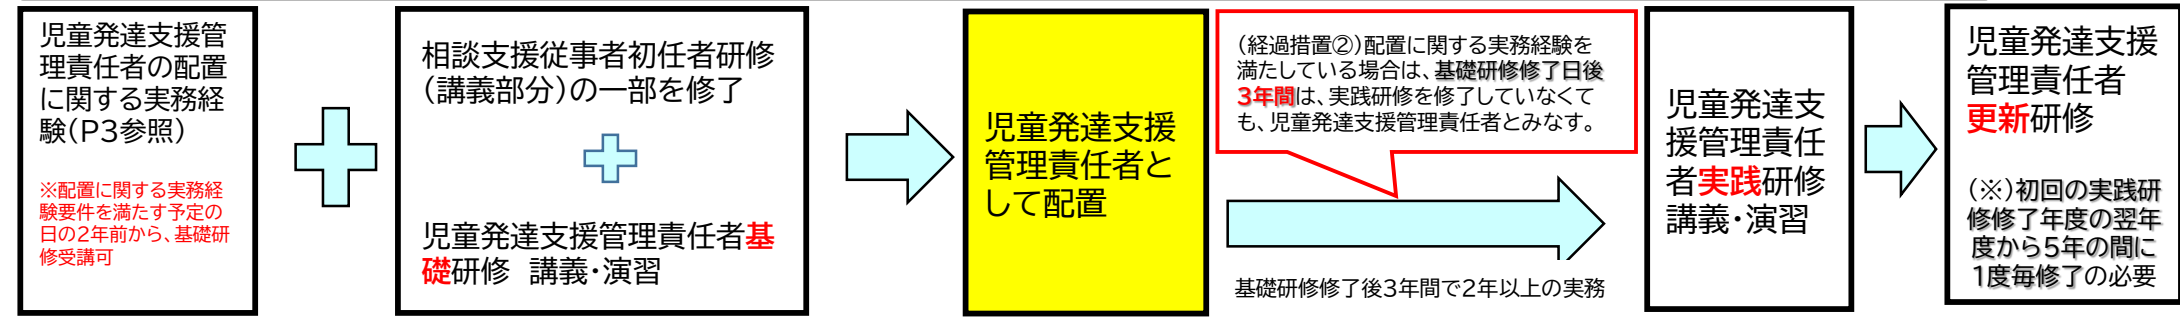 児童発達支援管
理責任者の配置
に関する実務経
験（P3参照）
※配置に関する実務経
験要件を満たす予定の
日の2年前から、基礎研
修受講可
相談支援従事者初任者研修
（講義部分）の一部を修了
児童発達支援管理責任者基
礎研修　講義・演習
児童発達支援
管理責任者と
して配置
（経過措置②）配置に関する実務経験を
満たしている場合は、基礎研修修了日後
3年間は、実践研修を修了していなくて
も、児童発達支援管理責任者とみなす。
基礎研修修了後3年間で2年以上の実務
児童発達支
援管理責任
者実践研修
講義・演習
児童発達支援
管理責任者
更新研修
（※）初回の実践研
修修了年度の翌年
度から5年の間に
1度毎修了の必要